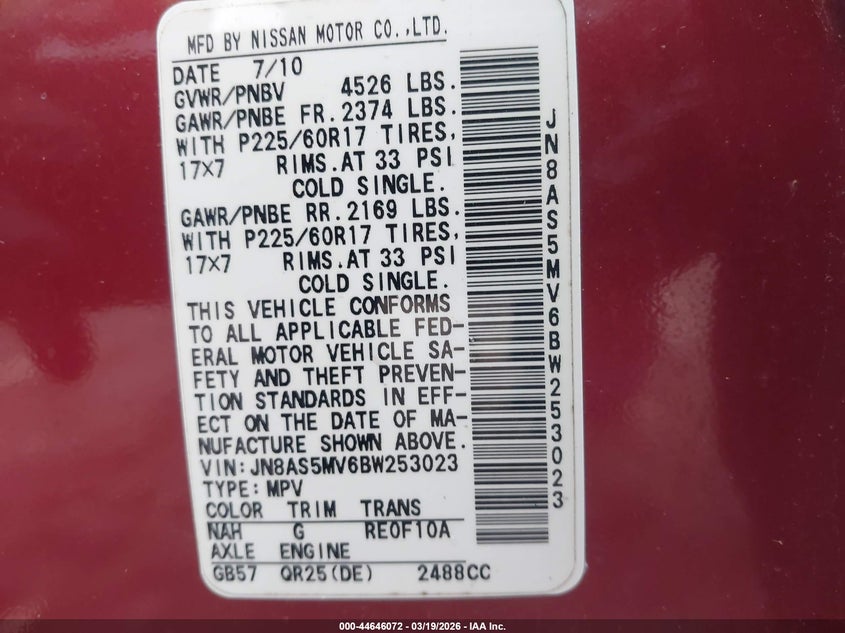 MFD BY NISSAN MOTOR CO.,LTD.
DATE 7/10
GVWR/PNBV 4526 LBS.
GAWR/PNBE FR.2374 LBS.
WITH P225/60R17 TIRES,
17X7 RIMS.AT 33 PSI
COLD SINGLE.
GAWR/PNBE RR.2169 LBS.
WITH P225/60R17 TIRES,
17X7 RIMS.AT 33 PSI
COLD SINGLE.
THIS VEHICLE CONFORMS
TO ALL APPLICABLE FED-
ERAL MOTOR VEHICLE SA-
FETY AND THEFT PREVEN-
TION STANDARDS IN EFF-
ECT ON THE DATE OF MA-
NUFACTURE SHOWN ABOVE.
VIN:JN8AS5MV6BW253023
TYPE:MPV
COLOR TRIM TRANS
NAH G RE0F10A
AXLE ENGINE
GB57 QR25(DE) 2488CC
JN8AS5MV6BW253023
000-44646072 — 03/19/2026 — IAA Inc.